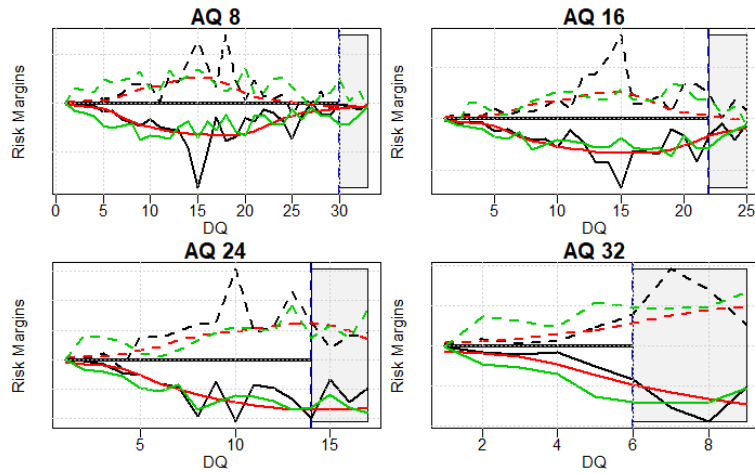 AQ 8
Risk Margins
0 5 10 15 20 25 30
DQ
AQ 16
Risk Margins
5 10 15 20 25
DQ
AQ 24
Risk Margins
5 10 15
DQ
AQ 32
Risk Margins
2 4 6 8
DQ